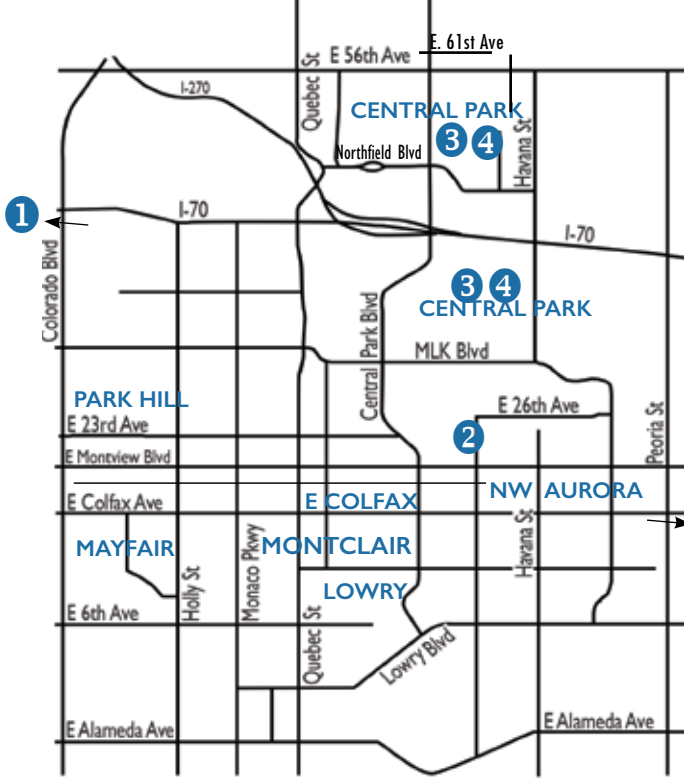 E. 61st Ave
E 56th Ave
Quebec St
I-270
CENTRAL PARK
3 4
Northfield Blvd
Havana St
1
I-70
I-70
Colorado Blvd
3 4
CENTRAL PARK
Central Park Blvd
MLK Blvd
PARK HILL
E 26th Ave
Peoria St
E 23rd Ave
2
E Montview Blvd
E Colfax Ave
E COLFAX
NW AURORA
Havana St
MAYFAIR
Monaco Pkwy
MONTCLAIR
Holly St
LOWRY
E 6th Ave
Quebec St
Lowry Blvd
E Alameda Ave
E Alameda Ave